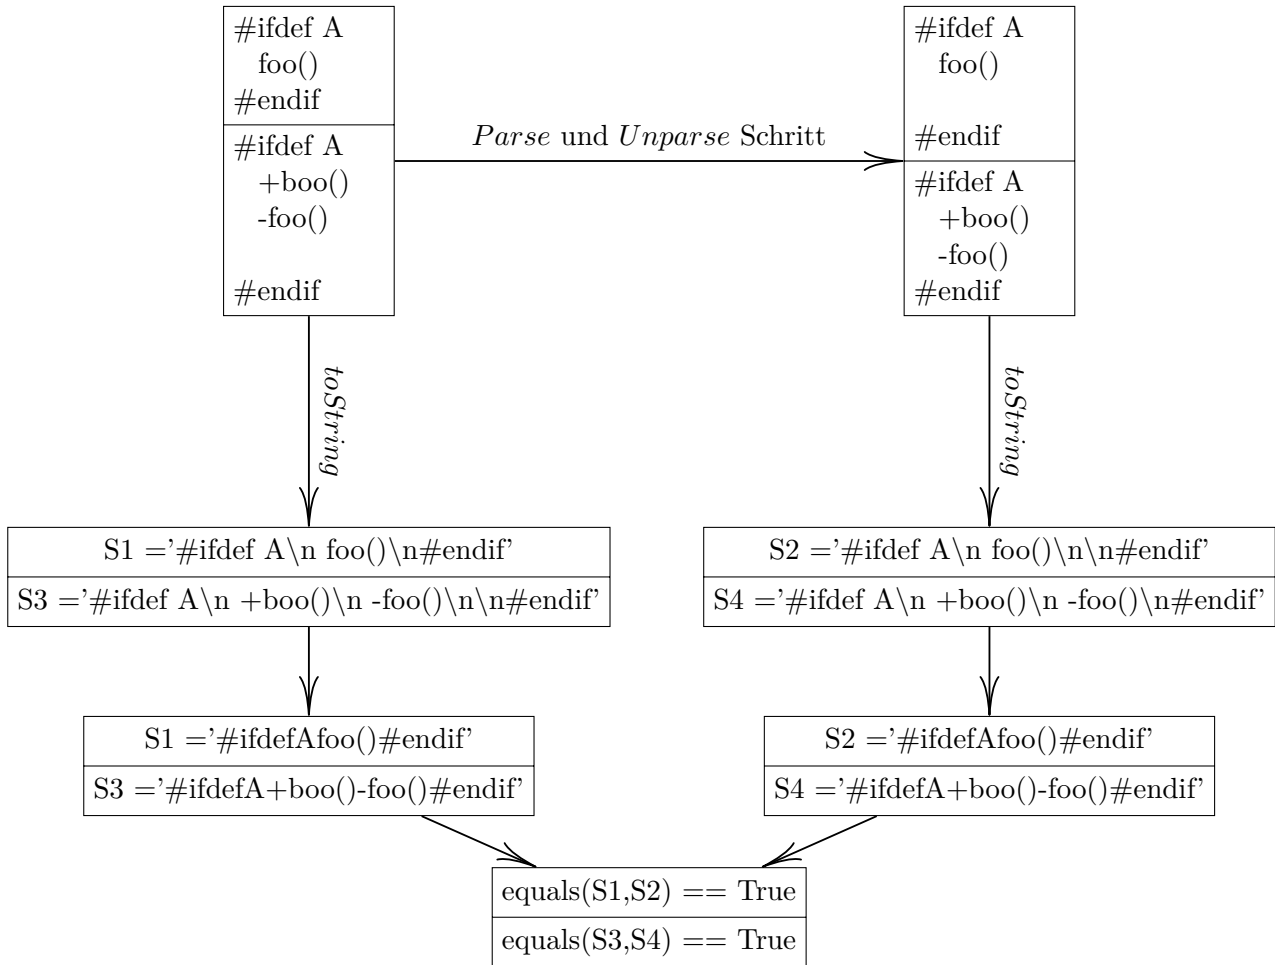 #ifdef A
foo()
#endif
#ifdef A
+boo()
-foo()
#endif
Parse und Unparse Schritt
#ifdef A
foo()
#endif
#ifdef A
+boo()
-foo()
#endif
toString
toString
S1 ='#ifdef A\n foo()\n#endif'
S3 ='#ifdef A\n +boo()\n -foo()\n\n#endif'
S2 ='#ifdef A\n foo()\n\n#endif'
S4 ='#ifdef A\n +boo()\n -foo()\n#endif'
S1 ='#ifdefAfoo()#endif'
S3 ='#ifdefA+boo()-foo()#endif'
S2 ='#ifdefAfoo()#endif'
S4 ='#ifdefA+boo()-foo()#endif'
equals(S1,S2) == True
equals(S3,S4) == True